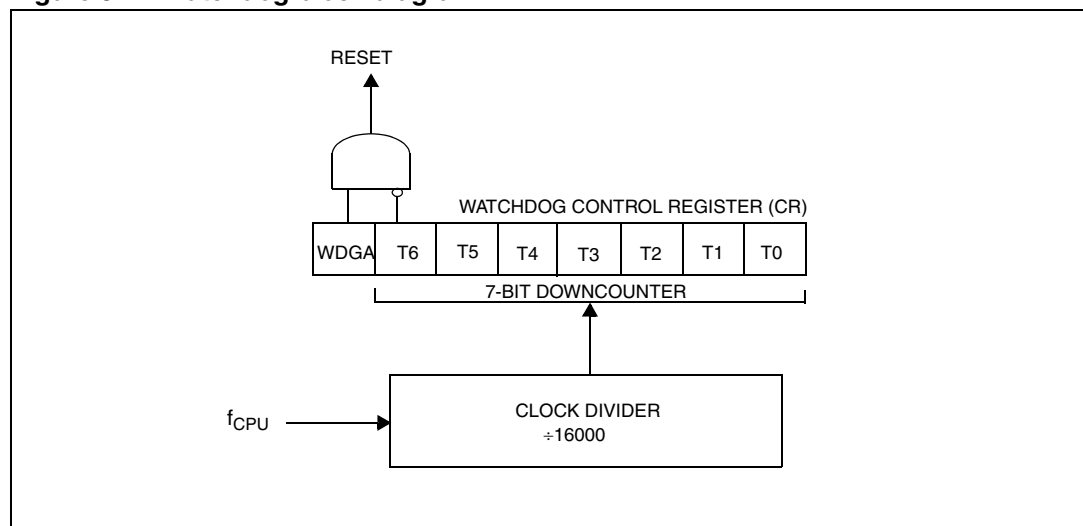 RESET
WATCHDOG CONTROL REGISTER (CR)
WDGA T6 T5 T4 T3 T2 T1 T0
7-BIT DOWNCOUNTER
fCPU
CLOCK DIVIDER
÷16000